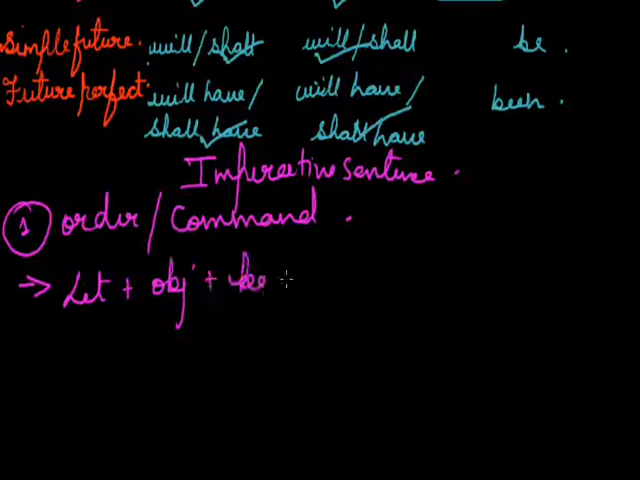 Simple future. will/shall will/shall be.
Future perfect. will have/ will have/ been.
shall have shall have
Imperative sentence.
1 order/Command.
→ Let + obj + be